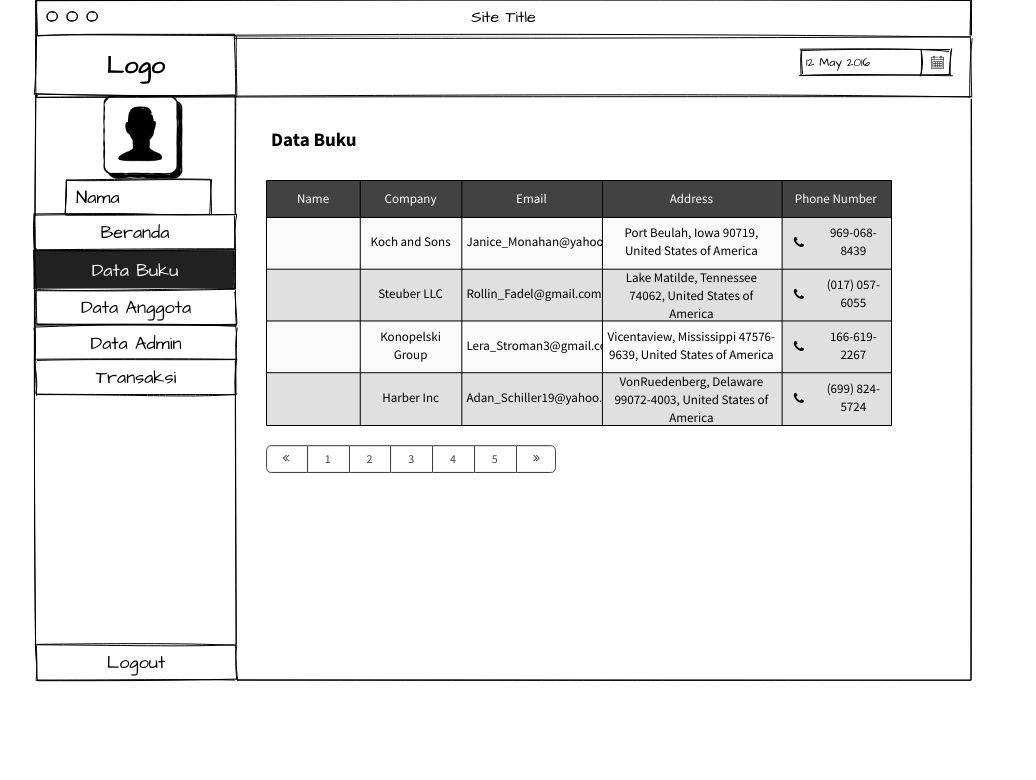 Site Title
Logo
12 May 2016
Nama
Beranda
Data Buku
Data Anggota
Data Admin
Transaksi
Logout
Data Buku
Name Company Email Address Phone Number
Koch and Sons Janice_Monahan@yahoo Port Beulah, Iowa 90719, United States of America 969-068-8439
Steuber LLC Rollin_Fadel@gmail.com Lake Matilde, Tennessee 74062, United States of America (017) 057-6055
Konopelski Group Lera_Stroman3@gmail.co Vicentaview, Mississippi 47576-9639, United States of America 166-619-2267
Harber Inc Adan_Schiller19@yahoo. VonRuedenberg, Delaware 99072-4003, United States of America (699) 824-5724
« 1 2 3 4 5 »